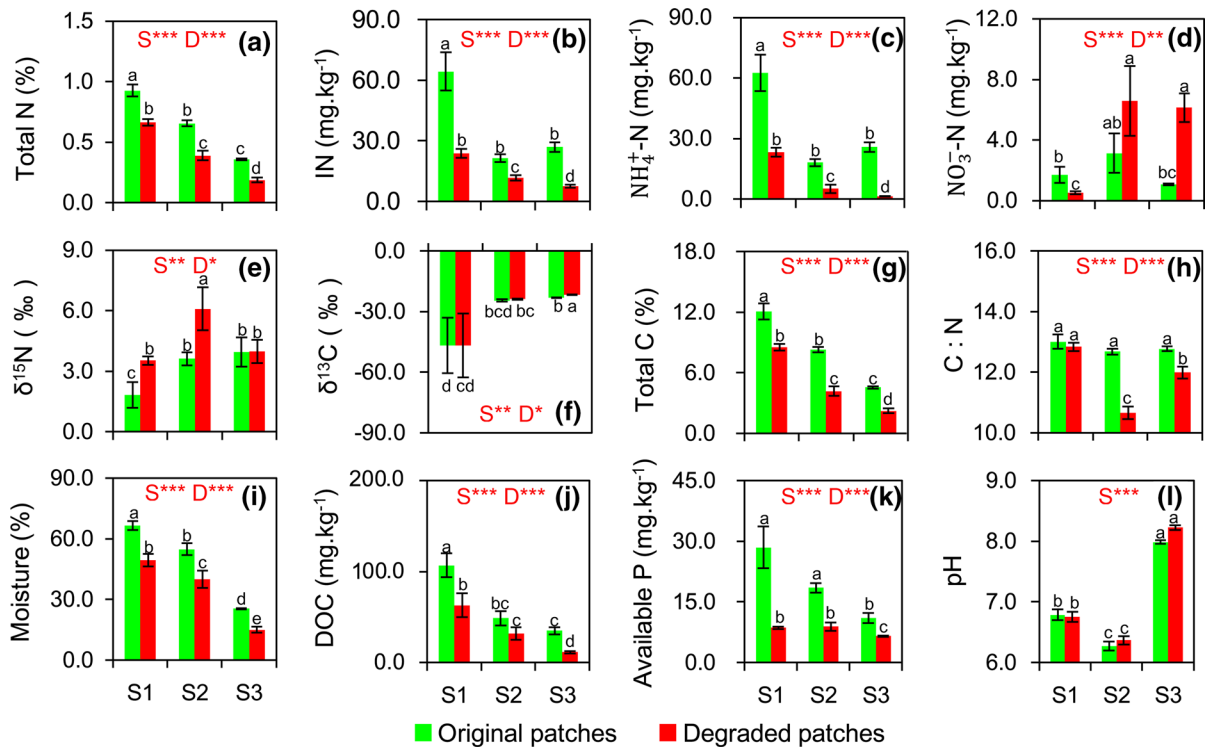 S*** D*** (a)
Total N (%)
1.5
1.0
0.5
0.0
a b b c c d
S*** D*** (b)
IN (mg.kg-1)
90.0
60.0
30.0
0.0
a b b c b d
S*** D*** (c)
NH₄⁺-N (mg.kg-1)
90.0
60.0
30.0
0.0
a b b c b d
S*** D** (d)
NO₃⁻-N (mg.kg-1)
12.0
8.0
4.0
0.0
b c ab a bc a
S** D* (e)
δ¹⁵N (‰)
9.0
6.0
3.0
0.0
c b b a b b
δ¹³C (‰)
0.0
-30.0
-60.0
-90.0
d cd bcd bc b a
S** D* (f)
S*** D*** (g)
Total C (%)
18.0
12.0
6.0
0.0
a b b c c d
S*** D*** (h)
C : N
16.0
14.0
12.0
10.0
a a a c a b
S*** D*** (i)
Moisture (%)
90.0
60.0
30.0
0.0
a b b c d e
S1 S2 S3
S*** D*** (j)
DOC (mg.kg-1)
200.0
100.0
0.0
a b bc c c d
S1 S2 S3
S*** D*** (k)
Available P (mg.kg-1)
45.0
30.0
15.0
0.0
a b a b b c
S1 S2 S3
S*** (l)
pH
9.0
8.0
7.0
6.0
b b c c a a
S1 S2 S3
Original patches Degraded patches